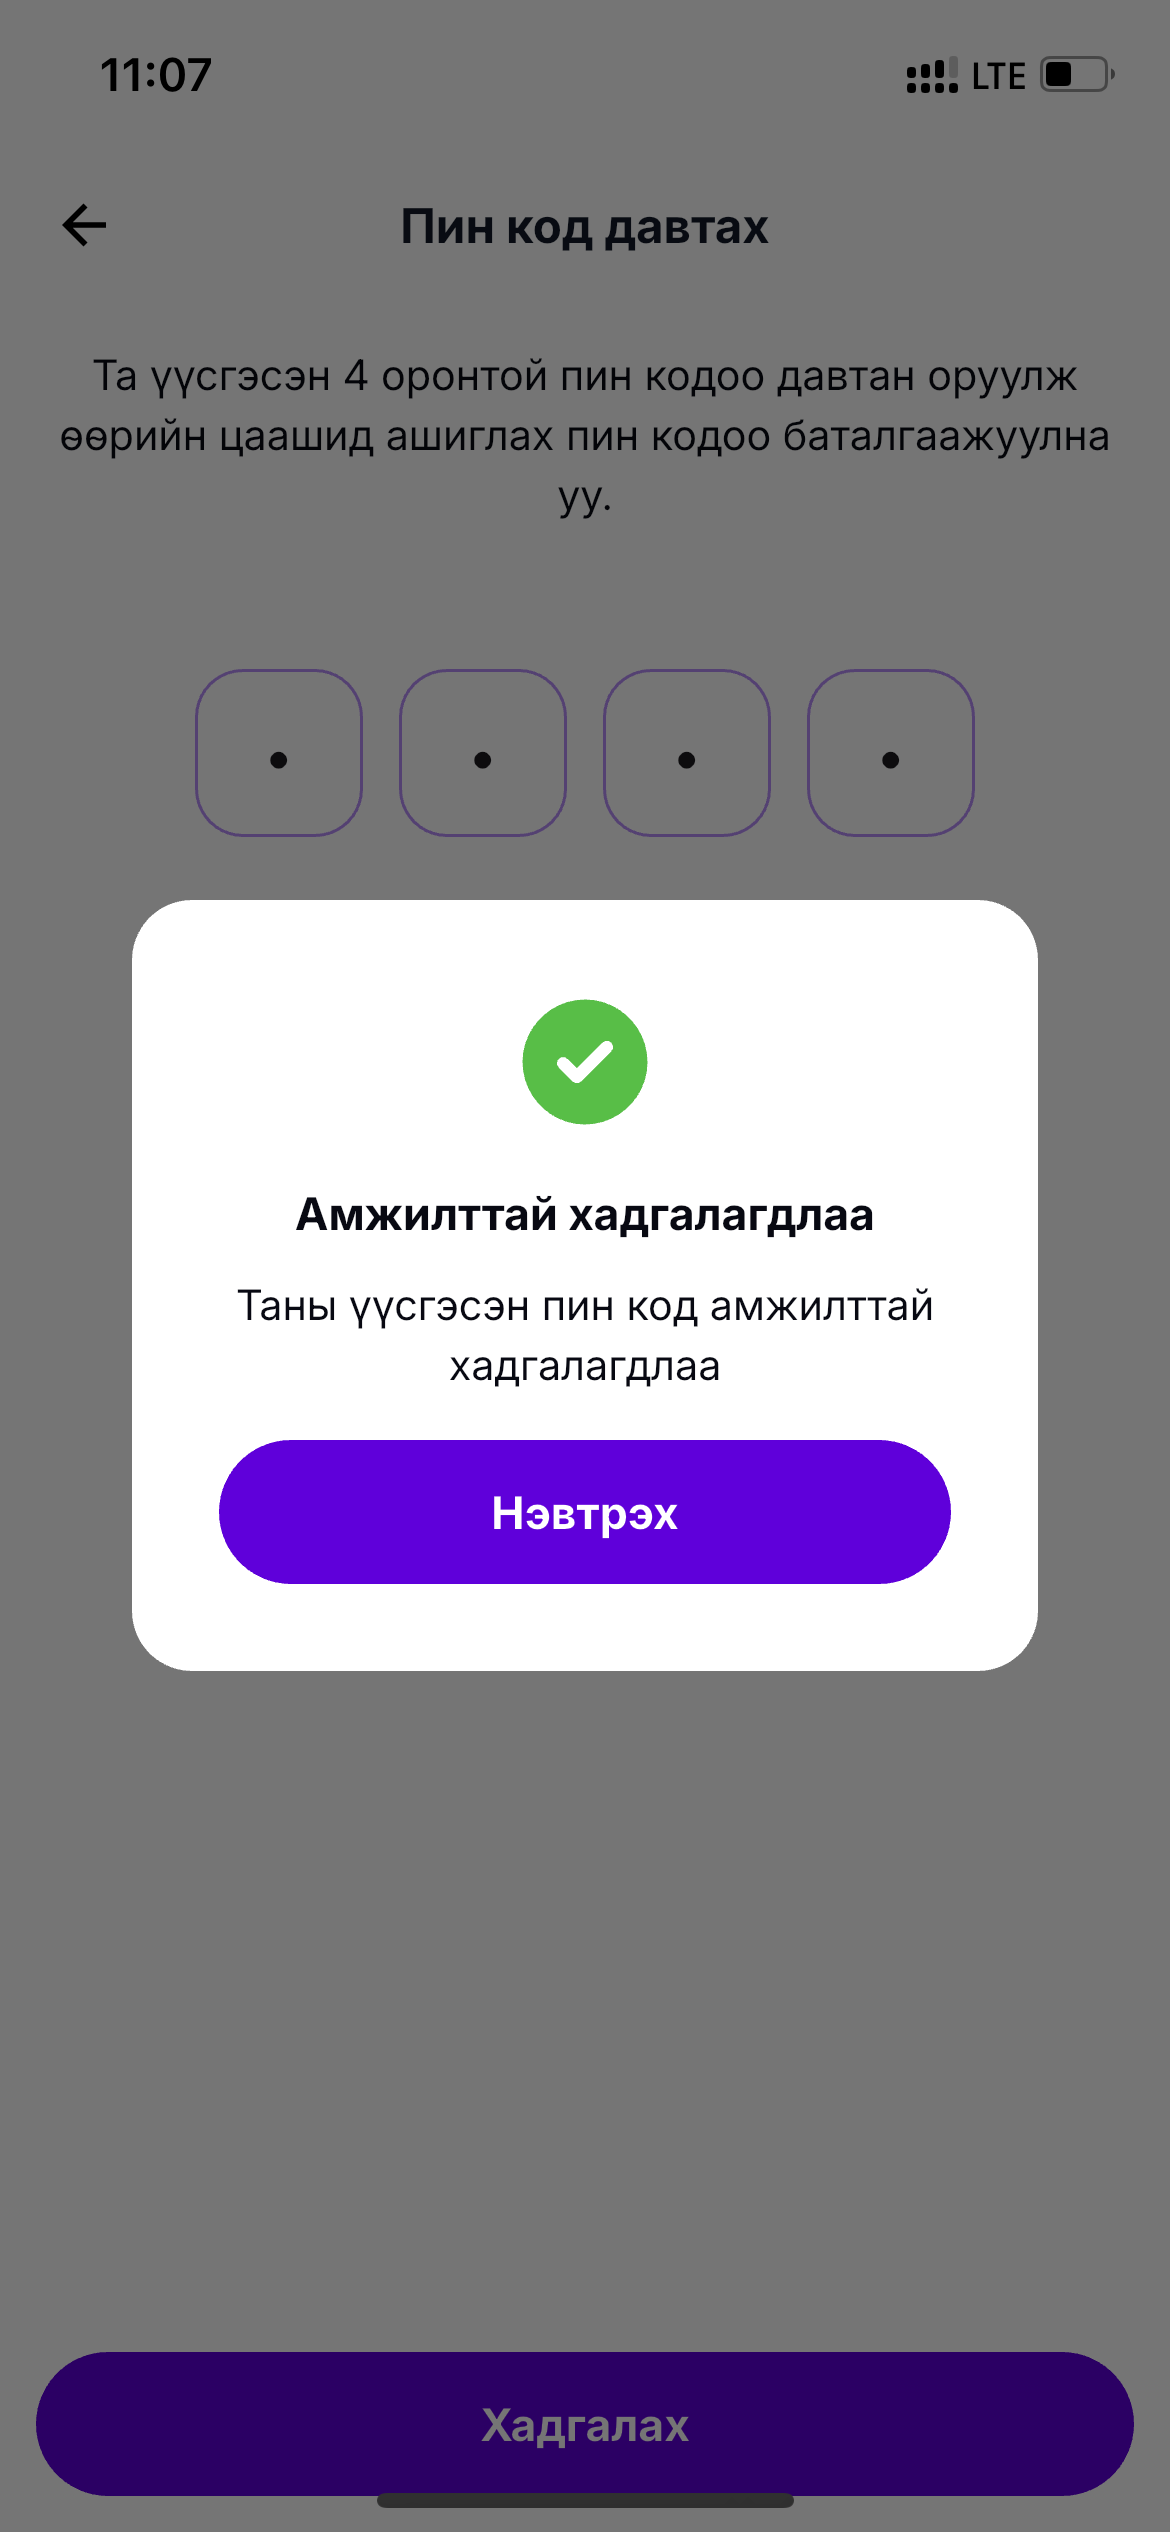 11:07
LTE
Пин код давтах
Та үүсгэсэн 4 оронтой пин кодоо давтан оруулж
өөрийн цаашид ашиглах пин кодоо баталгаажуулна
уу.
Амжилттай хадгалагдлаа
Таны үүсгэсэн пин код амжилттай
хадгалагдлаа
Нэвтрэх
Хадгалах